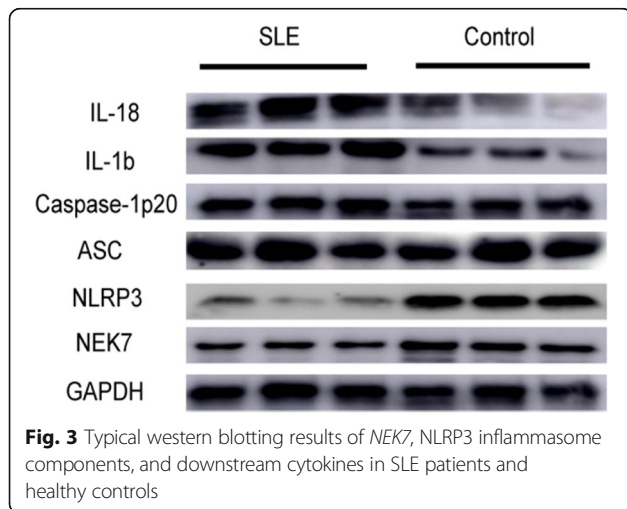 SLE Control
IL-18
IL-1b
Caspase-1p20
ASC
NLRP3
NEK7
GAPDH
Fig. 3 Typical western blotting results of NEK7, NLRP3 inflammasome
components, and downstream cytokines in SLE patients and
healthy controls